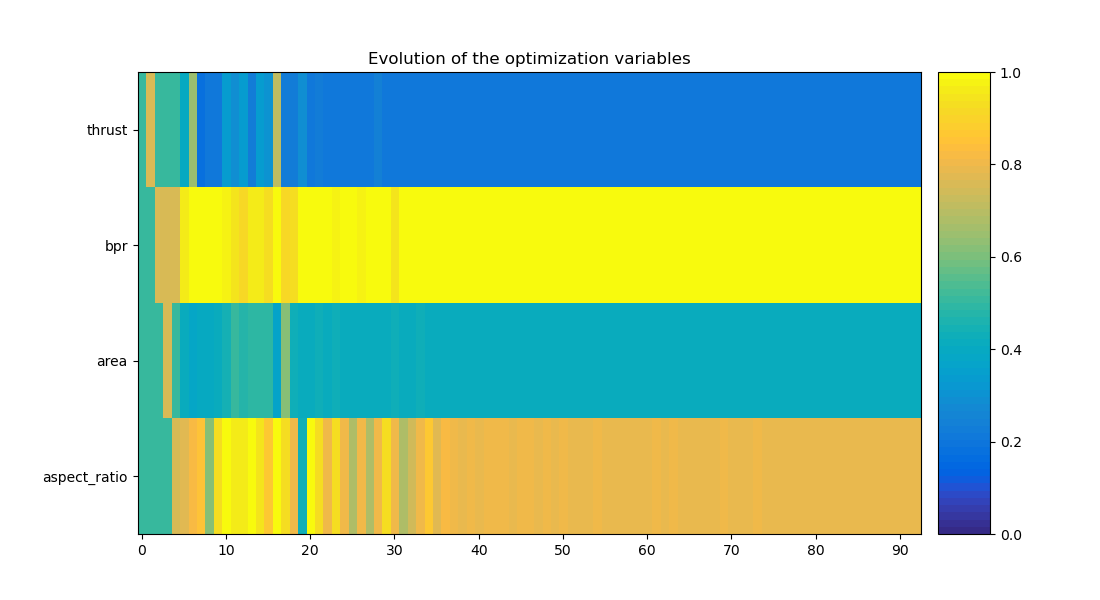 Evolution of the optimization variables
thrust
bpr
area
aspect_ratio
0 10 20 30 40 50 60 70 80 90
1.0
0.8
0.6
0.4
0.2
0.0